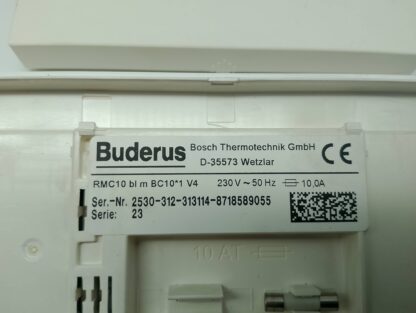 Buderus
Bosch Thermotechnik GmbH
D-35573 Wetzlar
CE
RMC10 bl m BC10*1 V4 230 V ~ 50 Hz 10,0A
Ser.-Nr. 2530-312-313114-8718589055
Serie: 23
10 AT